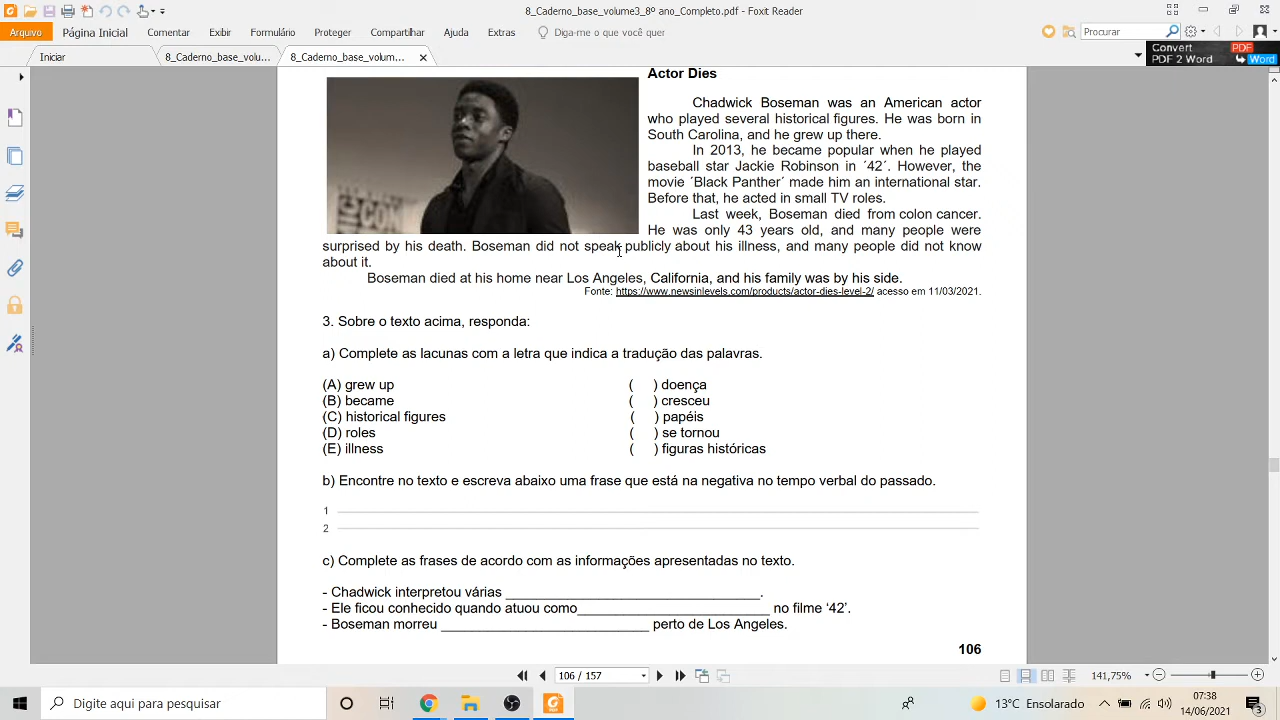 8_Caderno_base_volume3_8º ano_Completo.pdf - Foxit Reader
Arquivo Página Inicial Comentar Exibir Formulário Proteger Compartilhar Ajuda Extras Diga-me o que você quer Procurar
Iniciar 8_Caderno_base_volu... 8_Caderno_base_volum... Convert PDF
PDF 2 Word Word
Actor Dies
Chadwick Boseman was an American actor
who played several historical figures. He was born in
South Carolina, and he grew up there.
In 2013, he became popular when he played
baseball star Jackie Robinson in ´42´. However, the
movie ´Black Panther´ made him an international star.
Before that, he acted in small TV roles.
Last week, Boseman died from colon cancer.
He was only 43 years old, and many people were
surprised by his death. Boseman did not speak publicly about his illness, and many people did not know
about it.
Boseman died at his home near Los Angeles, California, and his family was by his side.
Fonte: https://www.newsinlevels.com/products/actor-dies-level-2/ acesso em 11/03/2021.
3. Sobre o texto acima, responda:
a) Complete as lacunas com a letra que indica a tradução das palavras.
(A) grew up ( ) doença
(B) became ( ) cresceu
(C) historical figures ( ) papéis
(D) roles ( ) se tornou
(E) illness ( ) figuras históricas
b) Encontre no texto e escreva abaixo uma frase que está na negativa no tempo verbal do passado.
1
2
c) Complete as frases de acordo com as informações apresentadas no texto.
- Chadwick interpretou várias ________________________________.
- Ele ficou conhecido quando atuou como________________________ no filme ‘42’.
- Boseman morreu __________________________ perto de Los Angeles.
106
106 / 157 141,75%
Digite aqui para pesquisar 13°C Ensolarado 07:38
14/06/2021 3